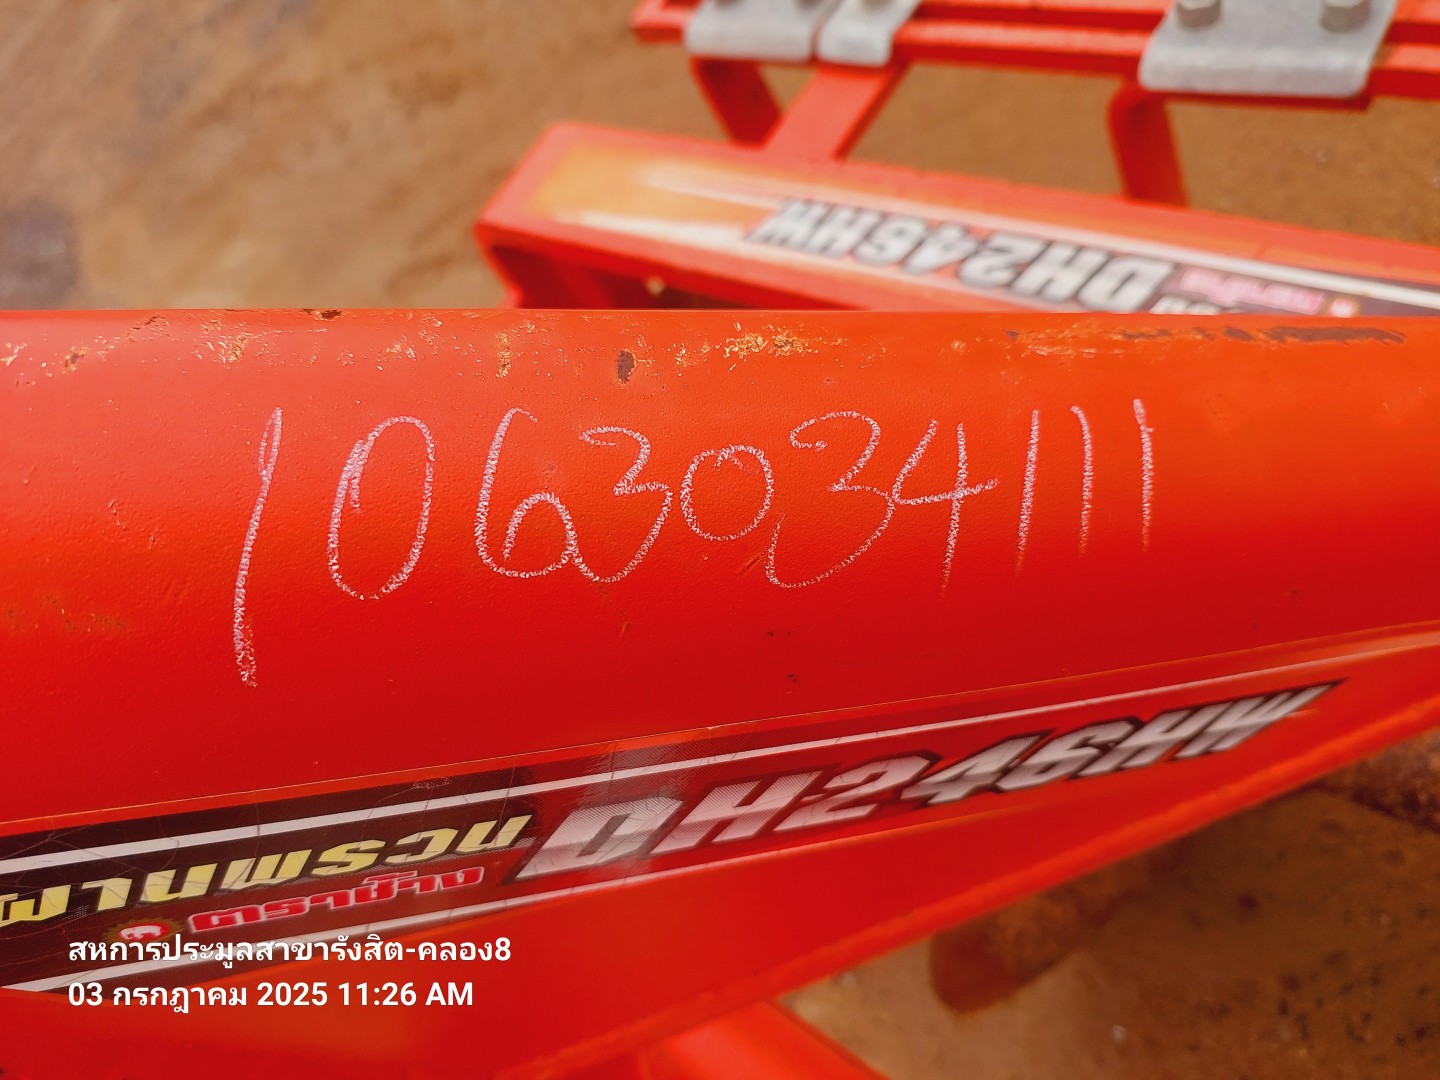 DH246HW
1063034111
ผานพรวน DH246HW
ตราช้าง
สหการประมูลสาขารังสิต-คลอง8
03 กรกฎาคม 2025 11:26 AM